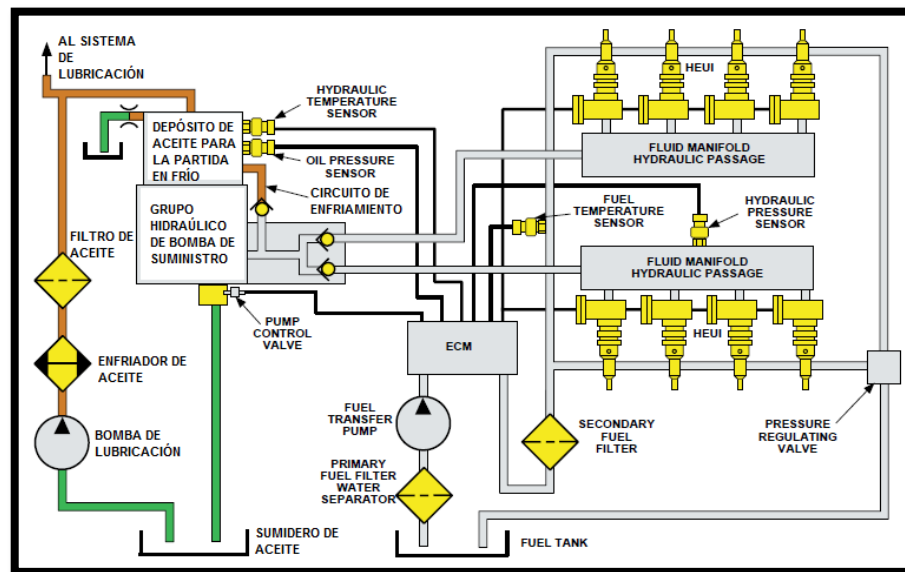 AL SISTEMA
DE
LUBRICACIÓN
HYDRAULIC
TEMPERATURE
SENSOR
DEPÓSITO DE
ACEITE PARA
LA PARTIDA
EN FRÍO
OIL PRESSURE
SENSOR
CIRCUITO DE
ENFRIAMIENTO
GRUPO
HIDRAÚLICO
DE BOMBA DE
SUMINISTRO
FILTRO DE
ACEITE
PUMP
CONTROL
VALVE
ENFRIADOR DE
ACEITE
BOMBA DE
LUBRICACIÓN
SUMIDERO DE
ACEITE
HEUI
FLUID MANIFOLD
HYDRAULIC PASSAGE
FUEL
TEMPERATURE
SENSOR
HYDRAULIC
PRESSURE
SENSOR
FLUID MANIFOLD
HYDRAULIC PASSAGE
HEUI
ECM
FUEL
TRANSFER
PUMP
PRIMARY
FUEL FILTER
WATER
SEPARATOR
SECONDARY
FUEL
FILTER
PRESSURE
REGULATING
VALVE
FUEL TANK